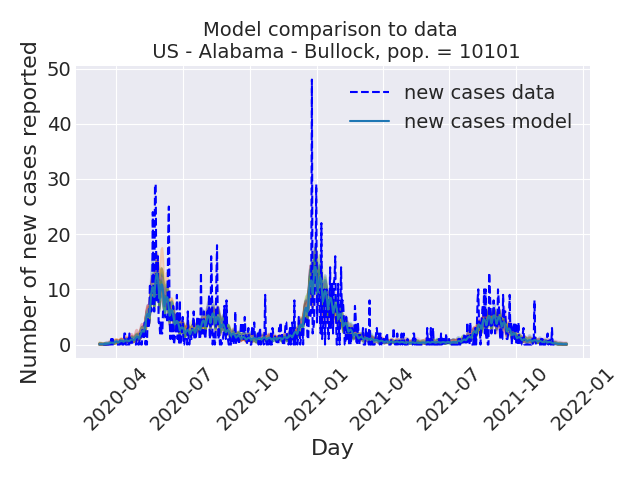 Model comparison to data
US - Alabama - Bullock, pop. = 10101
Number of new cases reported
50
40
30
20
10
0
new cases data
new cases model
2020-04
2020-07
2020-10
2021-01
2021-04
2021-07
2021-10
2022-01
Day